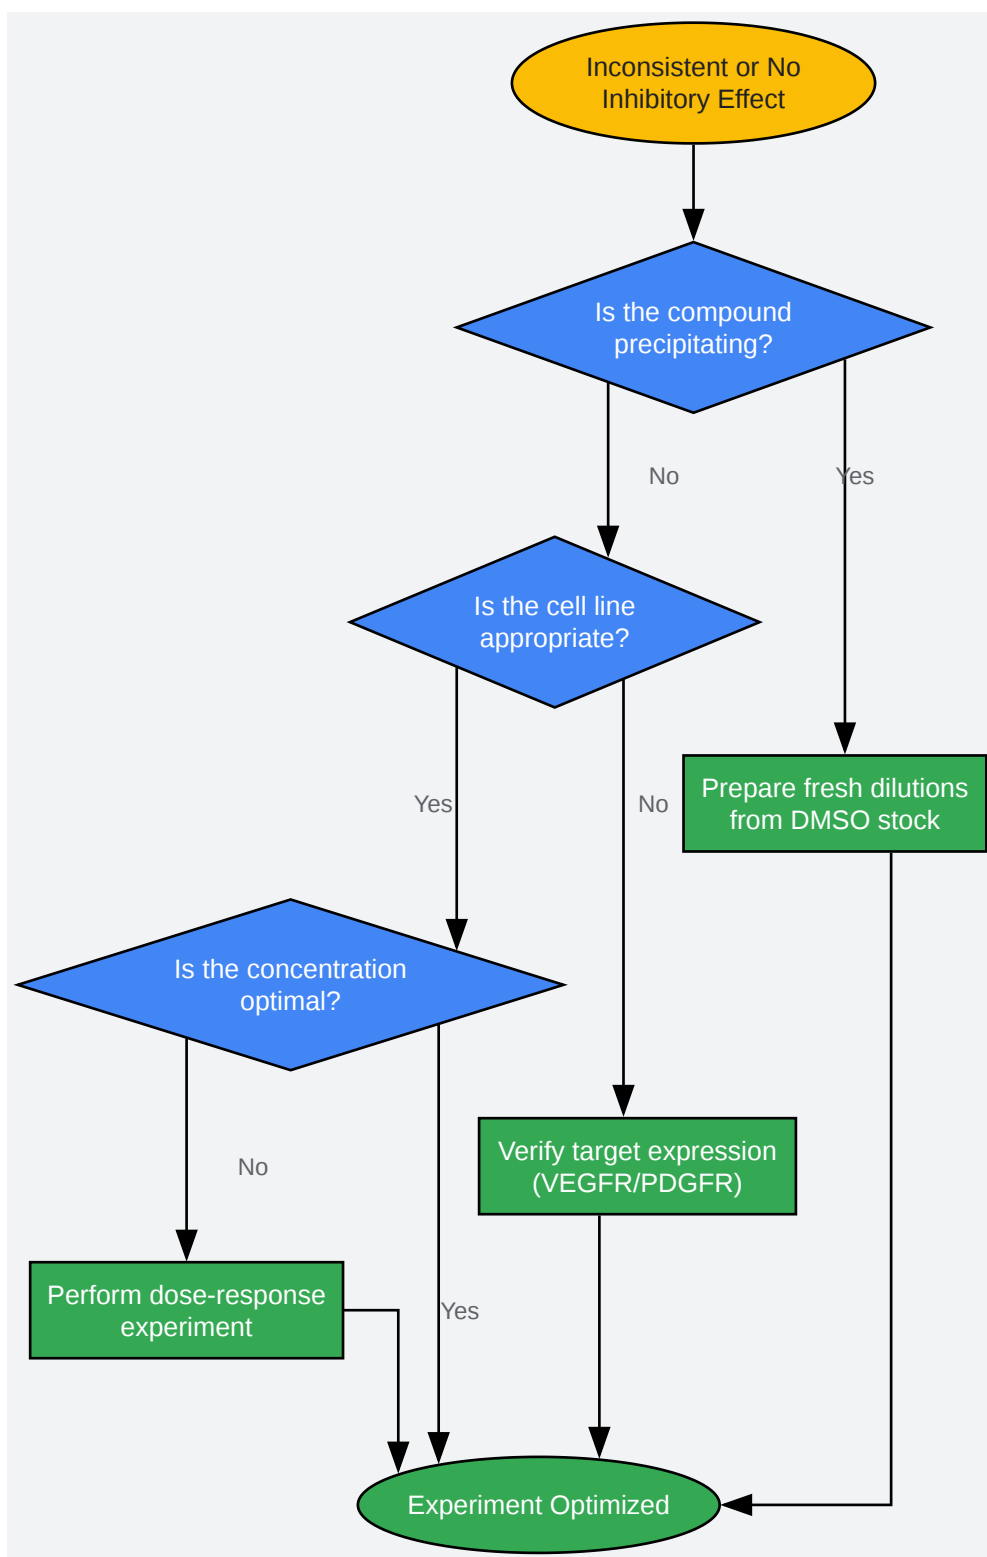 Inconsistent or No
Inhibitory Effect
Is the compound
precipitating?
No
Yes
Is the cell line
appropriate?
Prepare fresh dilutions
from DMSO stock
Yes
No
Is the concentration
optimal?
Verify target expression
(VEGFR/PDGFR)
No
Perform dose-response
experiment
Yes
Experiment Optimized